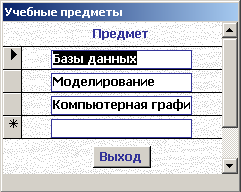 Учебные предметы
Предмет
Базы данных
Моделирование
Компьютерная графи
Выход